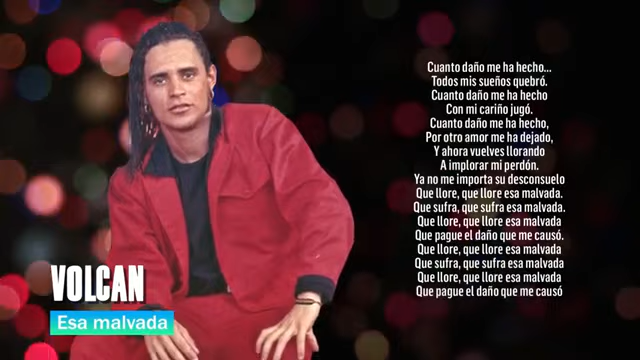 Cuanto daño me ha hecho...
Todos mis sueños quebró.
Cuanto daño me ha hecho
Con mi cariño jugó.
Cuanto daño me ha hecho,
Por otro amor me ha dejado,
Y ahora vuelves llorando
A implorar mi perdón.
Ya no me importa su desconsuelo
Que llore, que llore esa malvada.
Que sufra, que sufra esa malvada.
Que llore, que llore esa malvada
Que pague el daño que me causó.
Que llore, que llore esa malvada
Que sufra, que sufra esa malvada
Que llore, que llore esa malvada
Que pague el daño que me causó
VOLCAN
Esa malvada